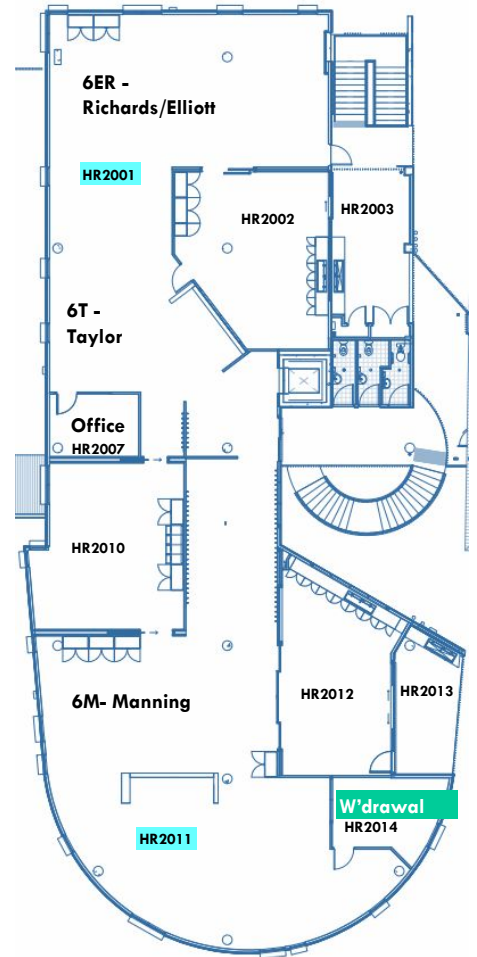 6ER -
Richards/Elliott
HR2001
HR2002
HR2003
6T -
Taylor
Office
HR2007
HR2010
6M- Manning
HR2012
HR2013
W'drawal
HR2014
HR2011